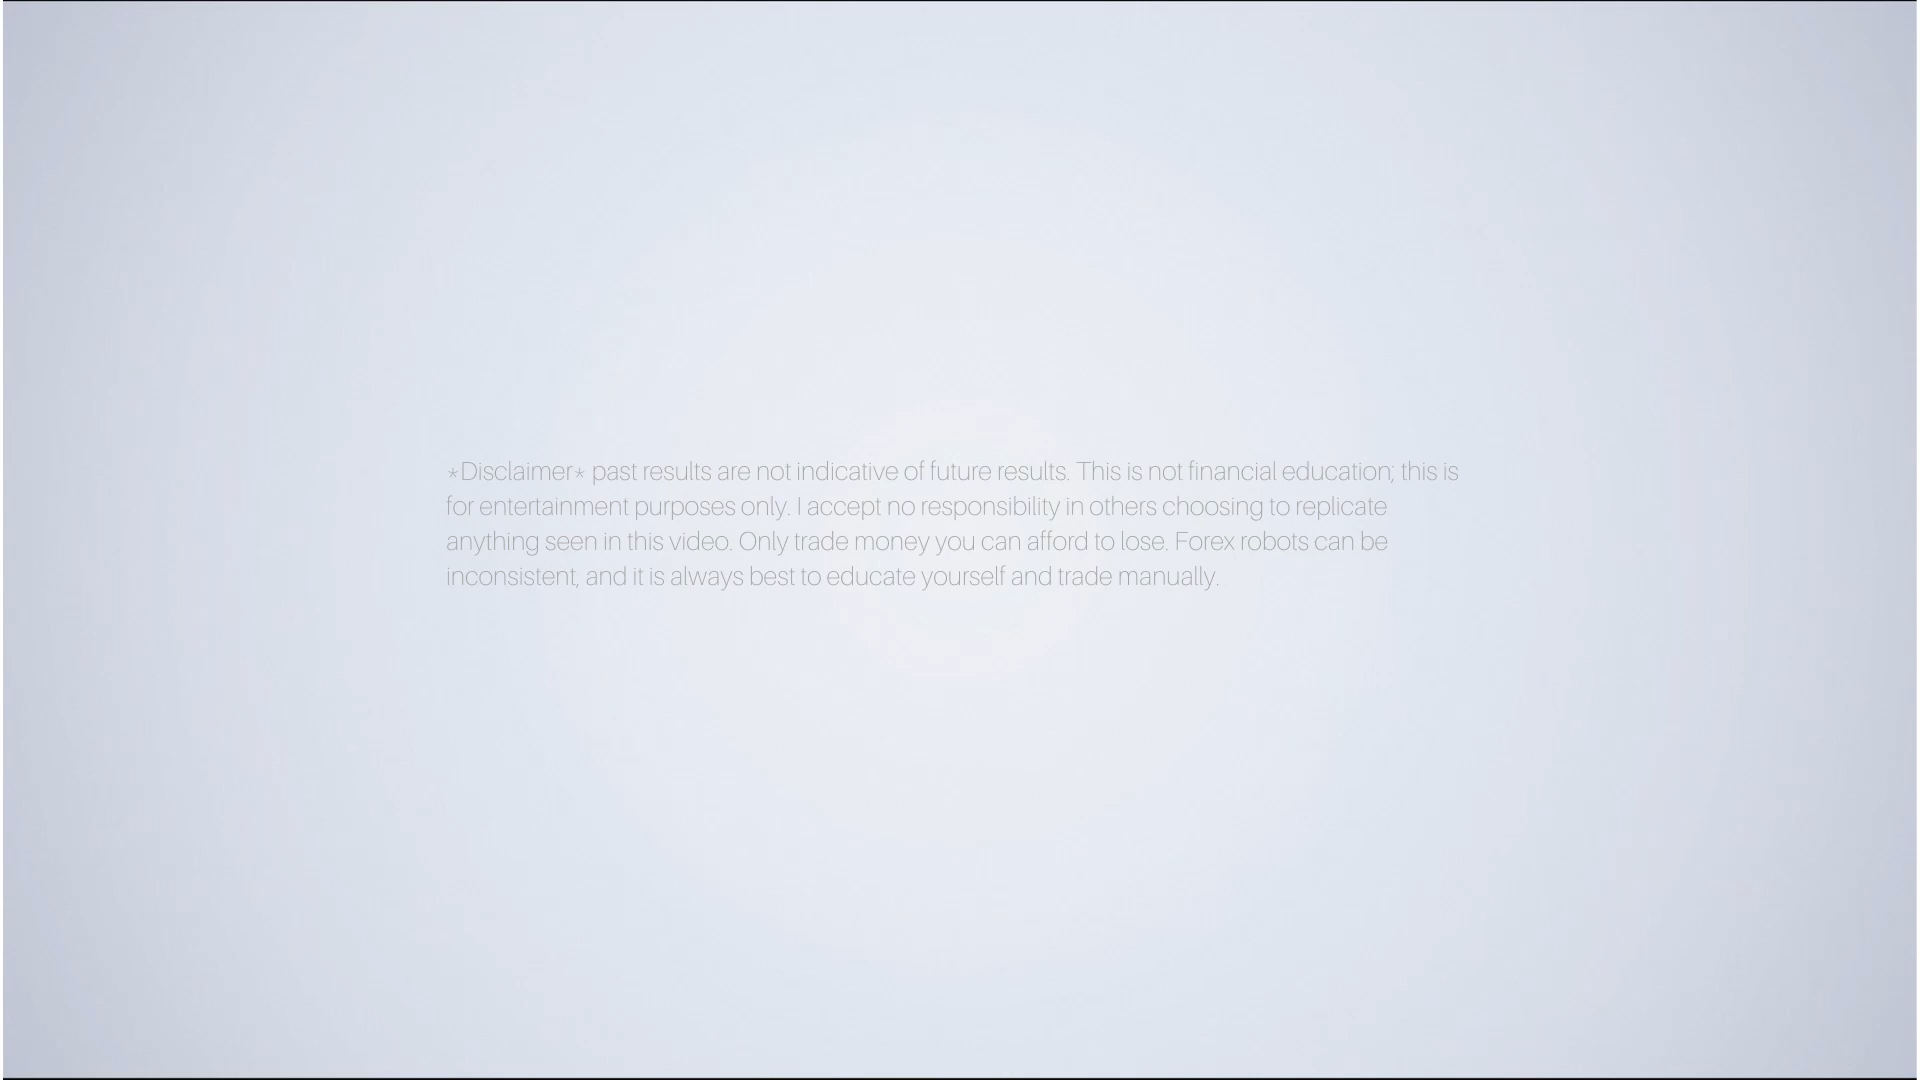 *Disclaimer* past results are not indicative of future results. This is not financial education; this is
for entertainment purposes only. I accept no responsibility in others choosing to replicate
anything seen in this video. Only trade money you can afford to lose. Forex robots can be
inconsistent, and it is always best to educate yourself and trade manually.